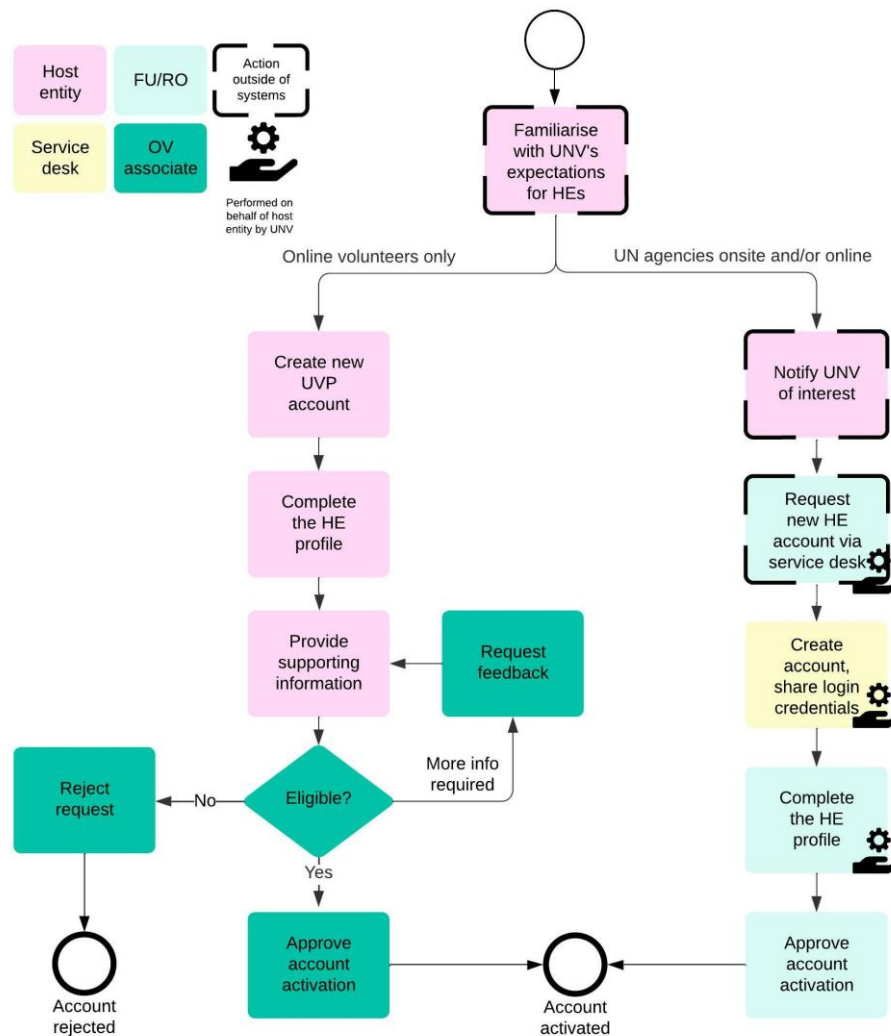 Host
entity
FU/RO
Action
outside of
systems
Service
desk
OV
associate
Performed on
behalf of host
entity by UNV
Familiarise
with UNV's
expectations
for HEs
Online volunteers only
UN agencies onsite and/or online
Create new
UVP
account
Notify UNV
of interest
Complete
the HE
profile
Request
new HE
account via
service desk
Provide
supporting
information
Request
feedback
Create
account,
share login
credentials
More info
required
Eligible?
No
Reject
request
Yes
Complete
the HE
profile
Approve
account
activation
Approve
account
activation
Account
rejected
Account
activated